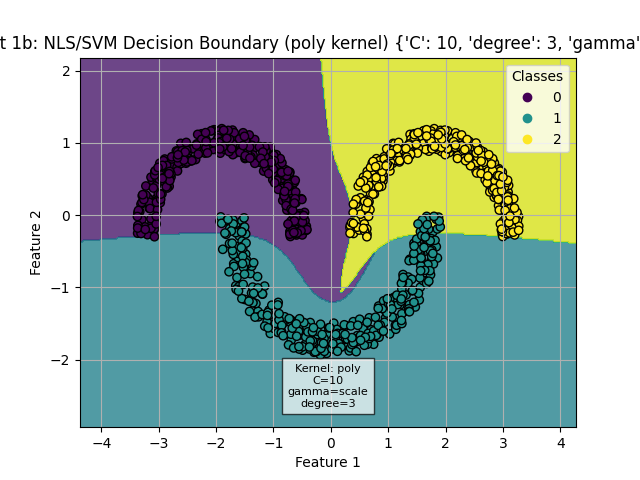 t 1b: NLS/SVM Decision Boundary (poly kernel) {'C': 10, 'degree': 3, 'gamma'
Classes
0
1
2
2
1
0
−1
−2
Feature 2
Kernel: poly
C=10
gamma=scale
degree=3
−4 −3 −2 −1 0 1 2 3 4
Feature 1